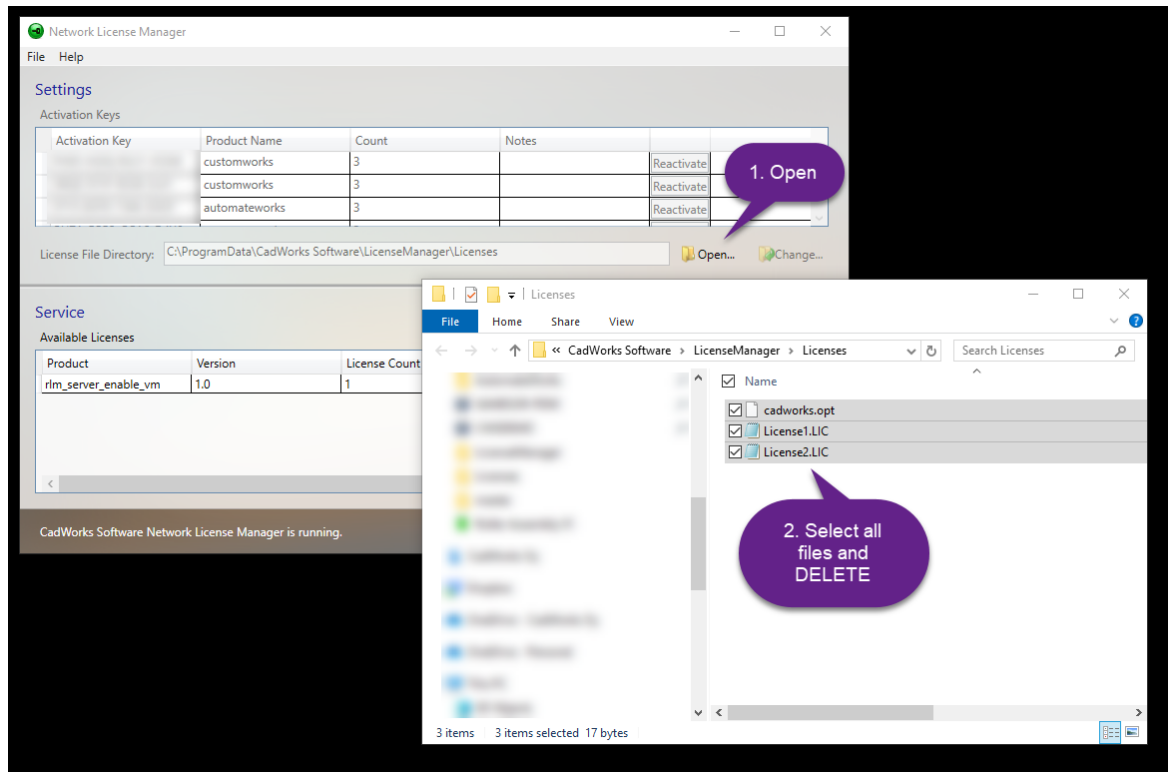 Network License Manager
File Help
Settings
Activation Keys
Activation Key Product Name Count Notes
customworks 3 Reactivate
customworks 3 Reactivate
automateworks 3 Reactivate
1. Open
License File Directory: C:\ProgramData\CadWorks Software\LicenseManager\Licenses Open... Change...
Service
Available Licenses
Product Version License Count
rlm_server_enable_vm 1.0 1
CadWorks Software Network License Manager is running.
Licenses
File Home Share View
« CadWorks Software > LicenseManager > Licenses Search Licenses
Name
cadworks.opt
License1.LIC
License2.LIC
2. Select all
files and
DELETE
3 items 3 items selected 17 bytes